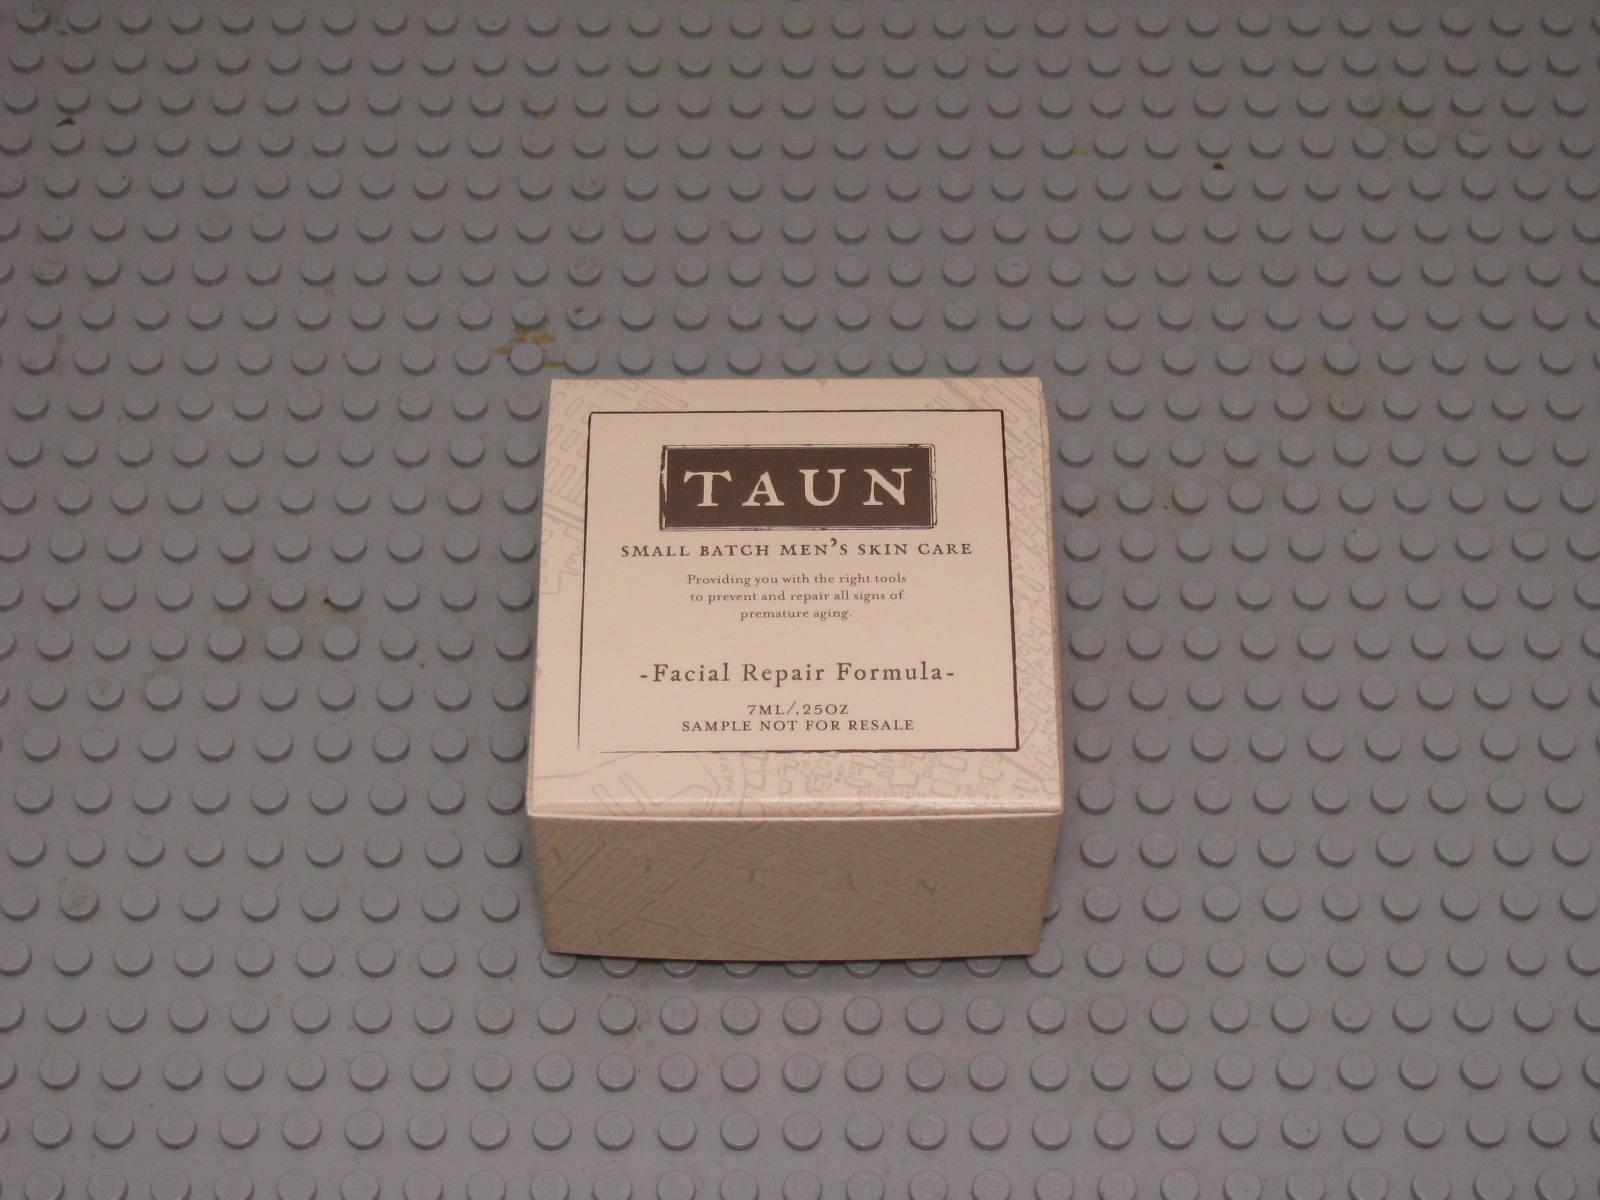 TAUN
SMALL BATCH MEN'S SKIN CARE
Providing you with the right tools
to prevent and repair all signs of
premature aging.
-Facial Repair Formula-
7ML/.25OZ
SAMPLE NOT FOR RESALE
DIVISION